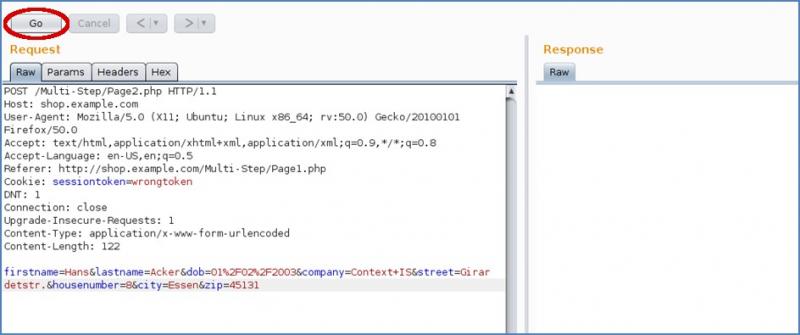 Go Cancel < > 
Request
Response
Raw Params Headers Hex
Raw
POST /Multi-Step/Page2.php HTTP/1.1
Host: shop.example.com
User-Agent: Mozilla/5.0 (X11; Ubuntu; Linux x86_64; rv:50.0) Gecko/20100101
Firefox/50.0
Accept: text/html,application/xhtml+xml,application/xml;q=0.9,*/*;q=0.8
Accept-Language: en-US,en;q=0.5
Referer: http://shop.example.com/Multi-Step/Page1.php
Cookie: sessiontoken=wrongtoken
DNT: 1
Connection: close
Upgrade-Insecure-Requests: 1
Content-Type: application/x-www-form-urlencoded
Content-Length: 122
firstname=Hans&lastname=Acker&dob=01%2F02%2F2003&company=Context+IS&street=Girar
detstr.&housenumber=8&city=Essen&zip=45131